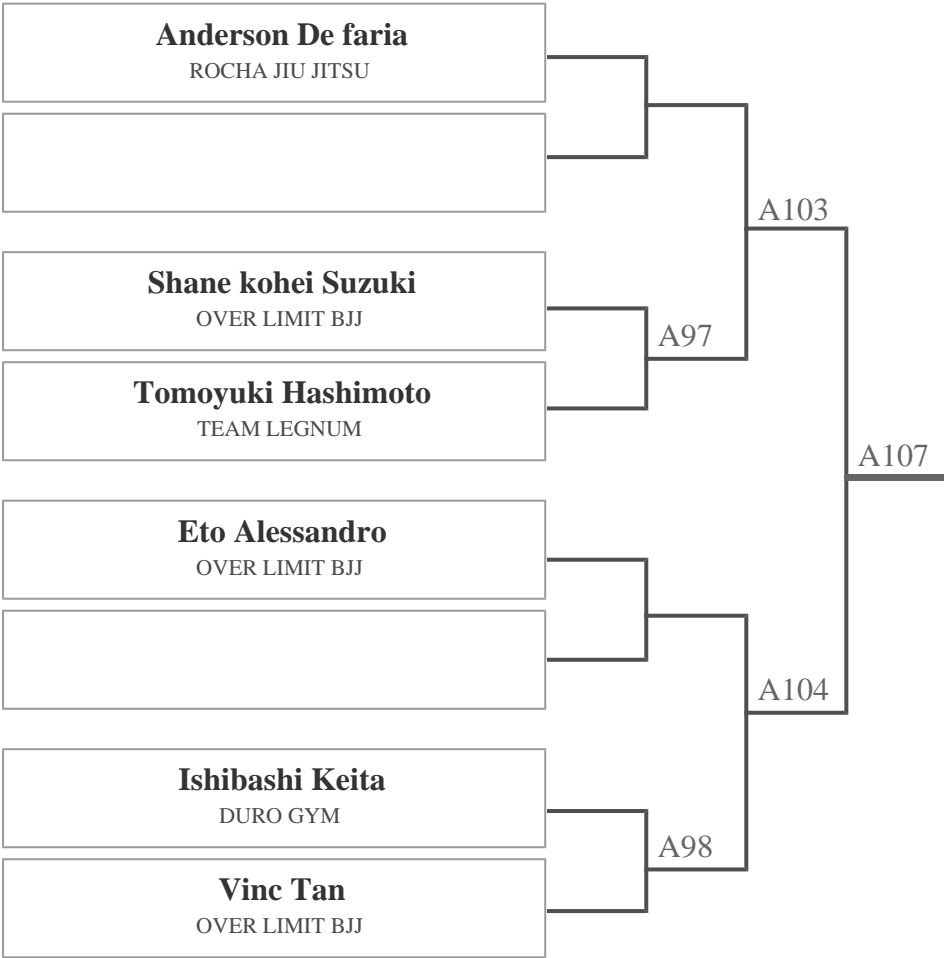 Anderson De faria
ROCHA JIU JITSU
A103
Shane kohei Suzuki
OVER LIMIT BJJ
A97
Tomoyuki Hashimoto
TEAM LEGNUM
A107
Eto Alessandro
OVER LIMIT BJJ
A104
Ishibashi Keita
DURO GYM
A98
Vinc Tan
OVER LIMIT BJJ